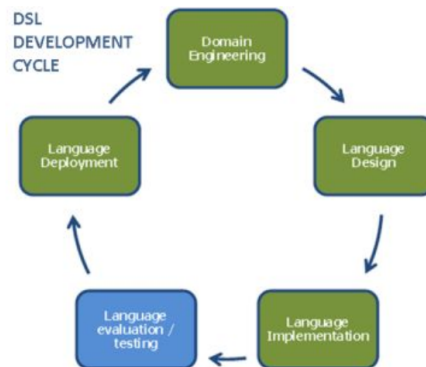 DSL
DEVELOPMENT
CYCLE
Domain
Engineering
Language
Design
Language
Implementation
Language
evaluation /
testing
Language
Deployment